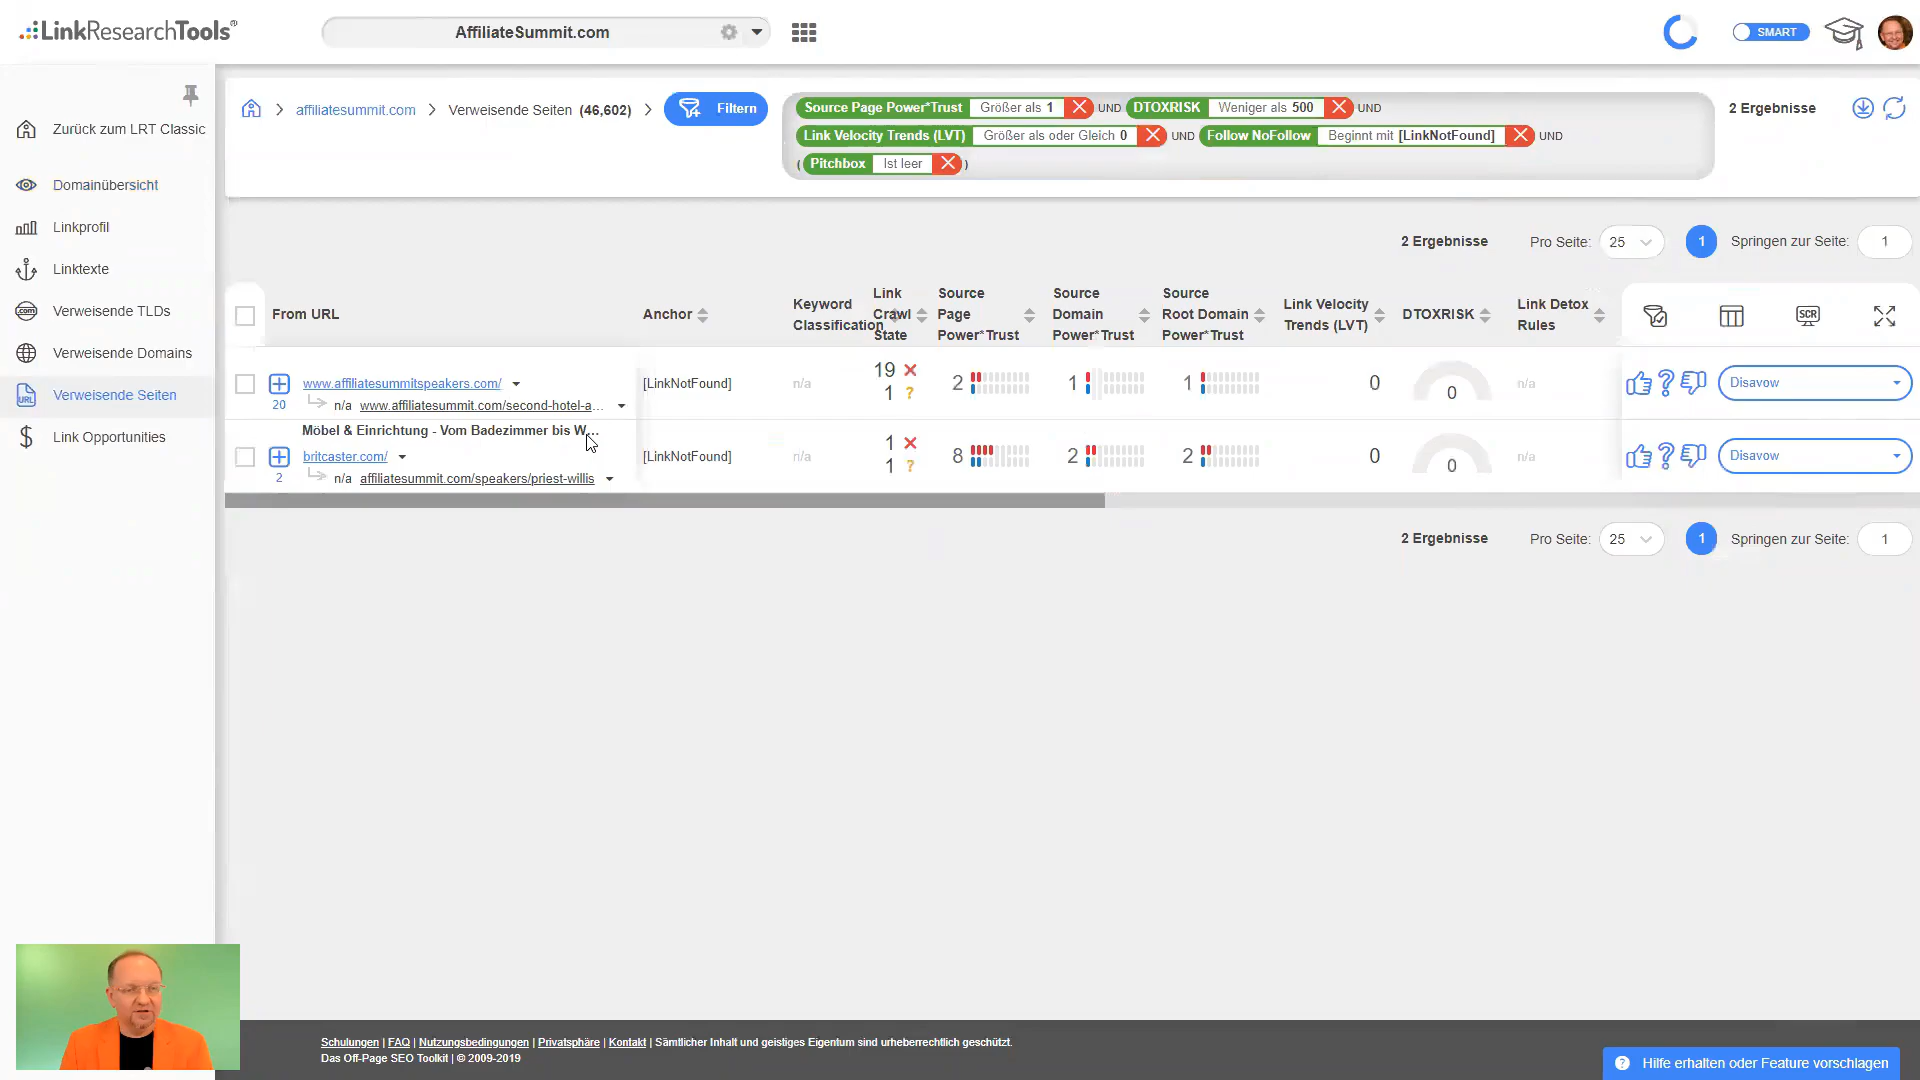 LinkResearchTools®
AffiliateSummit.com
SMART
Zurück zum LRT Classic
Domainübersicht
Linkprofil
Linktexte
Verweisende TLDs
Verweisende Domains
Verweisende Seiten
Link Opportunities
affiliatesummit.com
Verweisende Seiten (46,602)
Filtern
Source Page Power*Trust Größer als 1 UND DTOXRISK Weniger als 500 UND
Link Velocity Trends (LVT) Größer als oder Gleich 0 UND Follow NoFollow Beginnt mit [LinkNotFound] UND
( Pitchbox Ist leer )
2 Ergebnisse
2 Ergebnisse Pro Seite: 25 1 Springen zur Seite: 1
From URL
Anchor
Keyword Classification
Link Crawl State
Source Page Power*Trust
Source Domain Power*Trust
Source Root Domain Power*Trust
Link Velocity Trends (LVT)
DTOXRISK
Link Detox Rules
SCR
www.affiliatesummitspeakers.com/ [LinkNotFound] n/a 19 1 ? 2 1 1 0 0 n/a Disavow
20 n/a www.affiliatesummit.com/second-hotel-a...
Möbel & Einrichtung - Vom Badezimmer bis W...
britcaster.com/ [LinkNotFound] n/a 1 1 ? 8 2 2 0 0 n/a Disavow
2 n/a affiliatesummit.com/speakers/priest-willis
2 Ergebnisse Pro Seite: 25 1 Springen zur Seite: 1
Schulungen | FAQ | Nutzungsbedingungen | Privatsphäre | Kontakt | Sämtlicher Inhalt und geistiges Eigentum sind urheberrechtlich geschützt.
Das Off-Page SEO Toolkit | © 2009-2019
Hilfe erhalten oder Feature vorschlagen